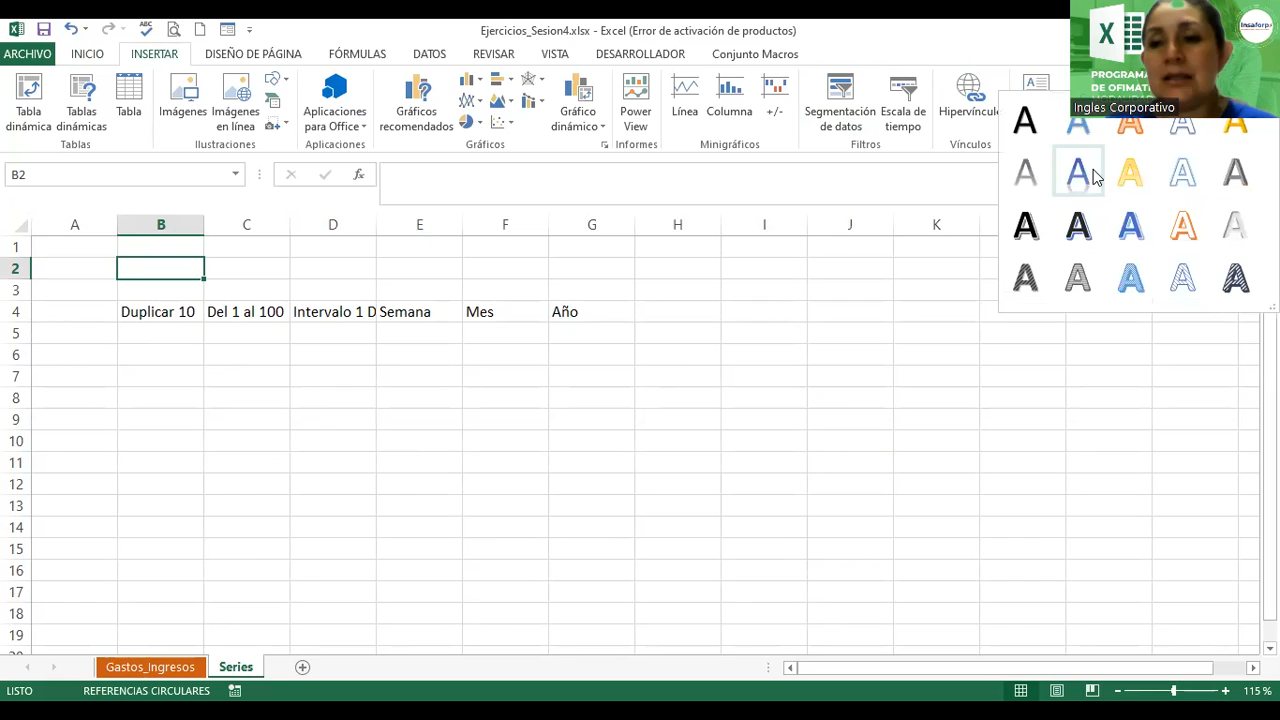 Ejercicios_Sesion4.xlsx - Excel (Error de activación de productos)
ARCHIVO INICIO INSERTAR DISEÑO DE PÁGINA FÓRMULAS DATOS REVISAR VISTA DESARROLLADOR Conjunto Macros
Tabla dinámica
Tablas dinámicas
Tabla
Tablas
Imágenes
Imágenes en línea
Ilustraciones
Aplicaciones para Office
Aplicaciones
Gráficos recomendados
Gráficos
Gráfico dinámico
Power View
Informes
Línea
Columna
+/-
Minigráficos
Segmentación de datos
Escala de tiempo
Filtros
Hipervínculo
Vínculos
PROGRAMA
DE OFIMÁT
Insaforp
Ingles Corporativo
A A A A A
A A A A A
A A A A A
A A A A A
B2
fx
A B C D E F G H I J K
1
2
3
4 Duplicar 10 Del 1 al 100 Intervalo 1 D Semana Mes Año
5
6
7
8
9
10
11
12
13
14
15
16
17
18
19
Gastos_Ingresos Series
LISTO REFERENCIAS CIRCULARES 115 %